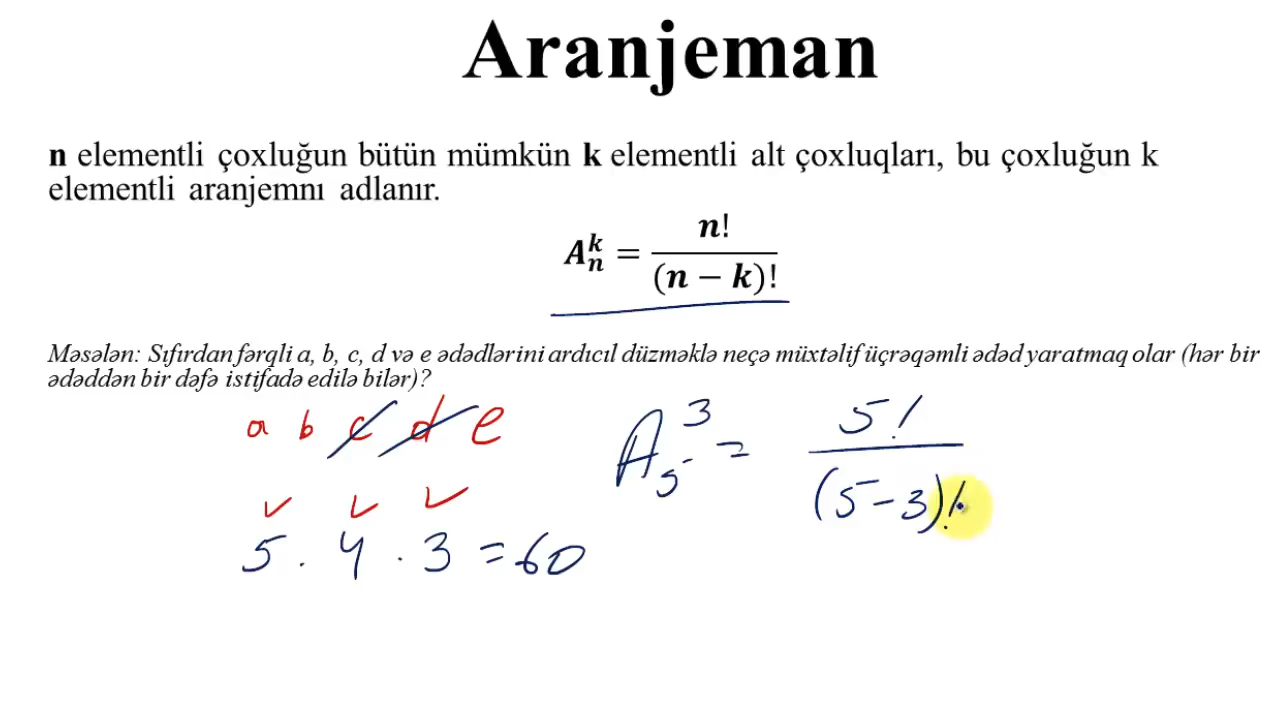 Aranjeman
n elementli çoxluğun bütün mümkün k elementli alt çoxluqları, bu çoxluğun k
elementli aranjemnı adlanır.
A_n^k = n! / (n − k)!
Məsələn: Sıfırdan fərqli a, b, c, d və e ədədlərini ardıcıl düzməklə neçə müxtəlif üçrəqəmli ədəd yaratmaq olar (hər bir
ədəddən bir dəfə istifadə edilə bilər)?
a b c d e
A_5^3 = 5! / (5-3)!
5 · 4 · 3 = 60